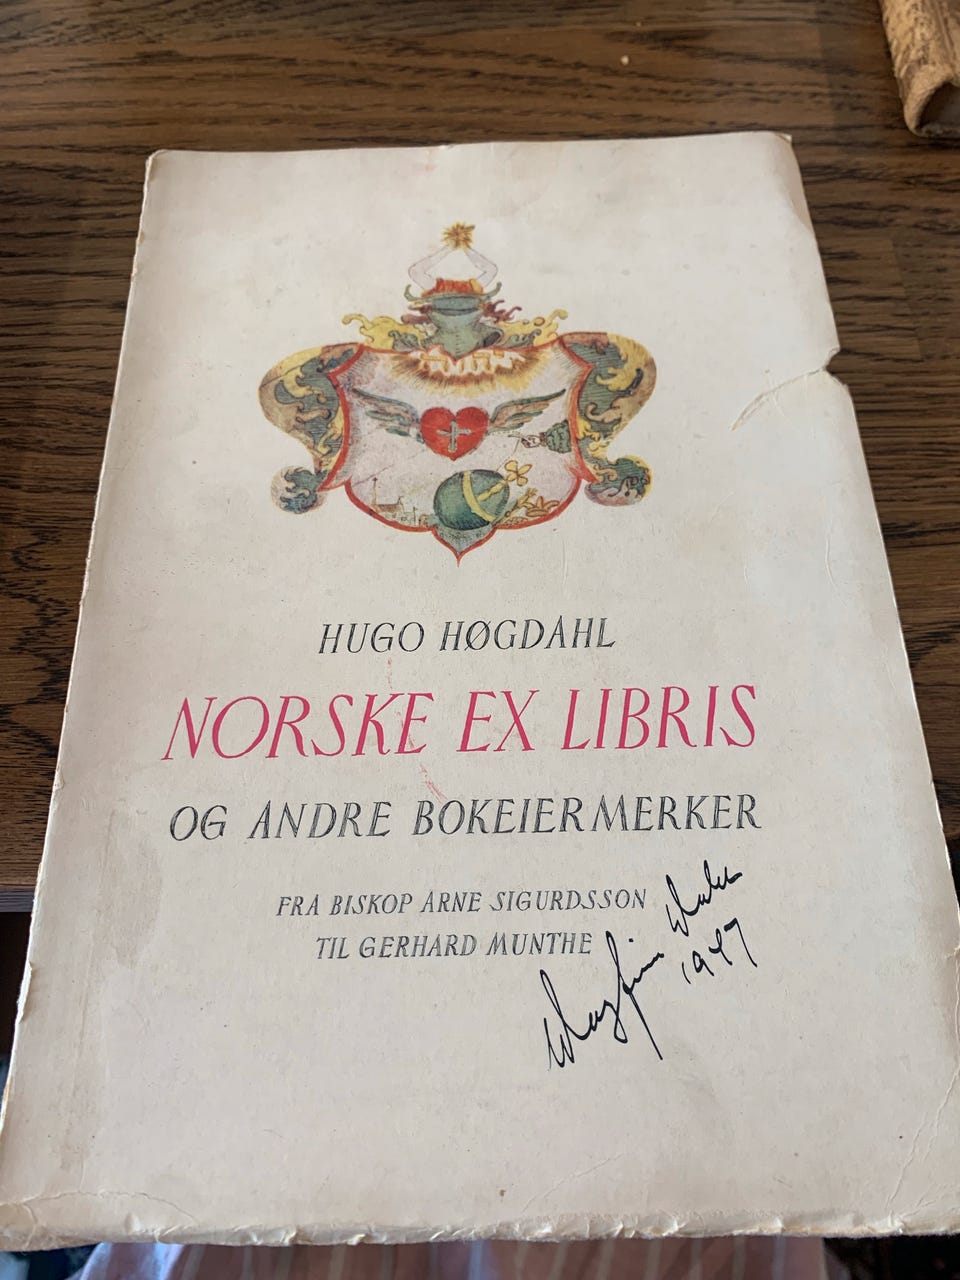 HUGO HØGDAHL
NORSKE EX LIBRIS
OG ANDRE BOKEIERMERKER
FRA BISKOP ARNE SIGURDSSON
TIL GERHARD MUNTHE
1947